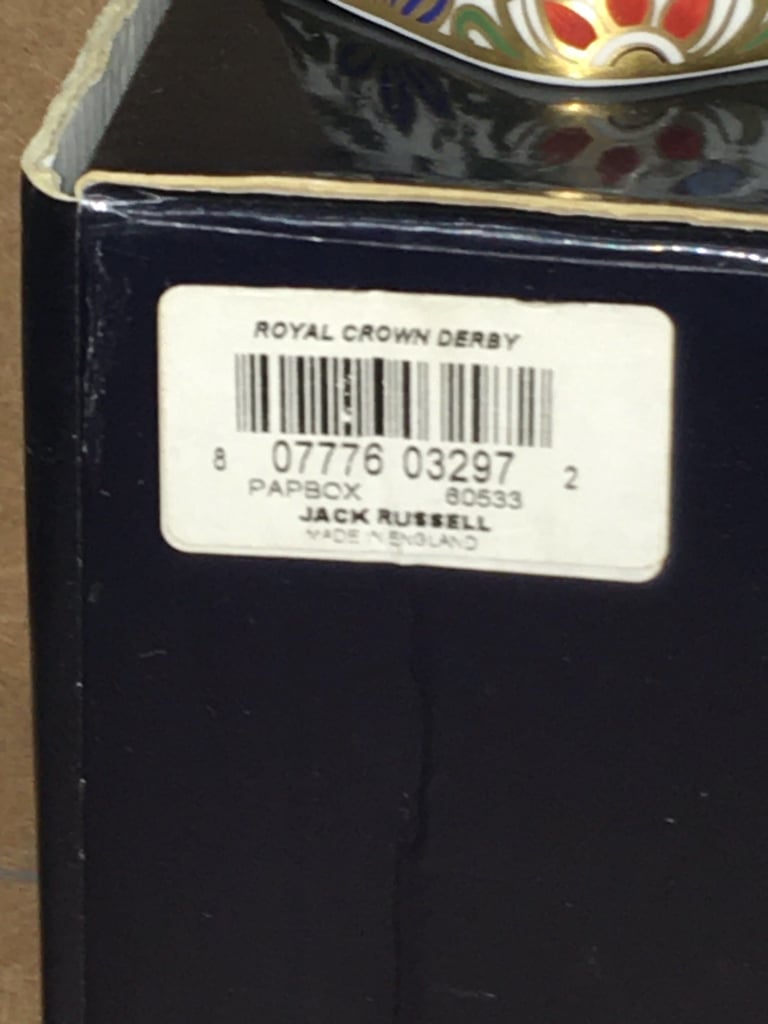 ROYAL CROWN DERBY
8 07776 03297 2
PAPBOX 60533
JACK RUSSELL
MADE IN ENGLAND